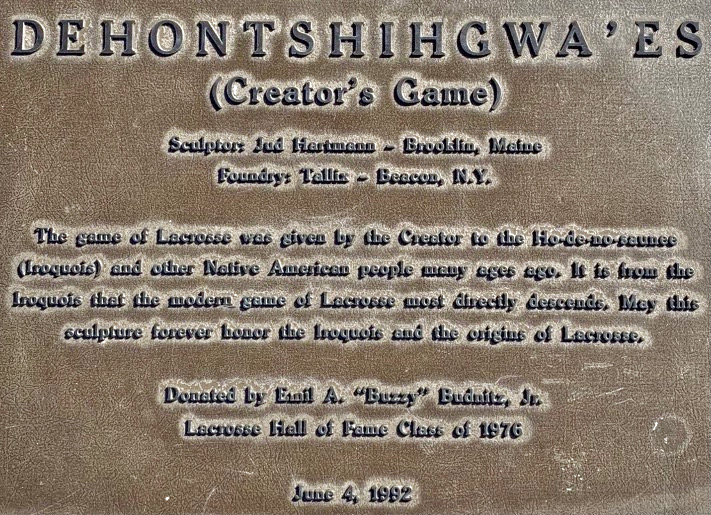 DEHONTSHIHGWA'ES
(Creator's Game)
Sculptor: Jud Hartmann - Brooklin, Maine
Foundry: Tallix - Beacon, N.Y.
The game of Lacrosse was given by the Creator to the Ho-de-no-saunee
(Iroquois) and other Native American people many ages ago. It is from the
Iroquois that the modern game of Lacrosse most directly descends. May this
sculpture forever honor the Iroquois and the origins of Lacrosse.
Donated by Emil A. "Buzzy" Budnitz, Jr.
Lacrosse Hall of Fame Class of 1976
June 4, 1992